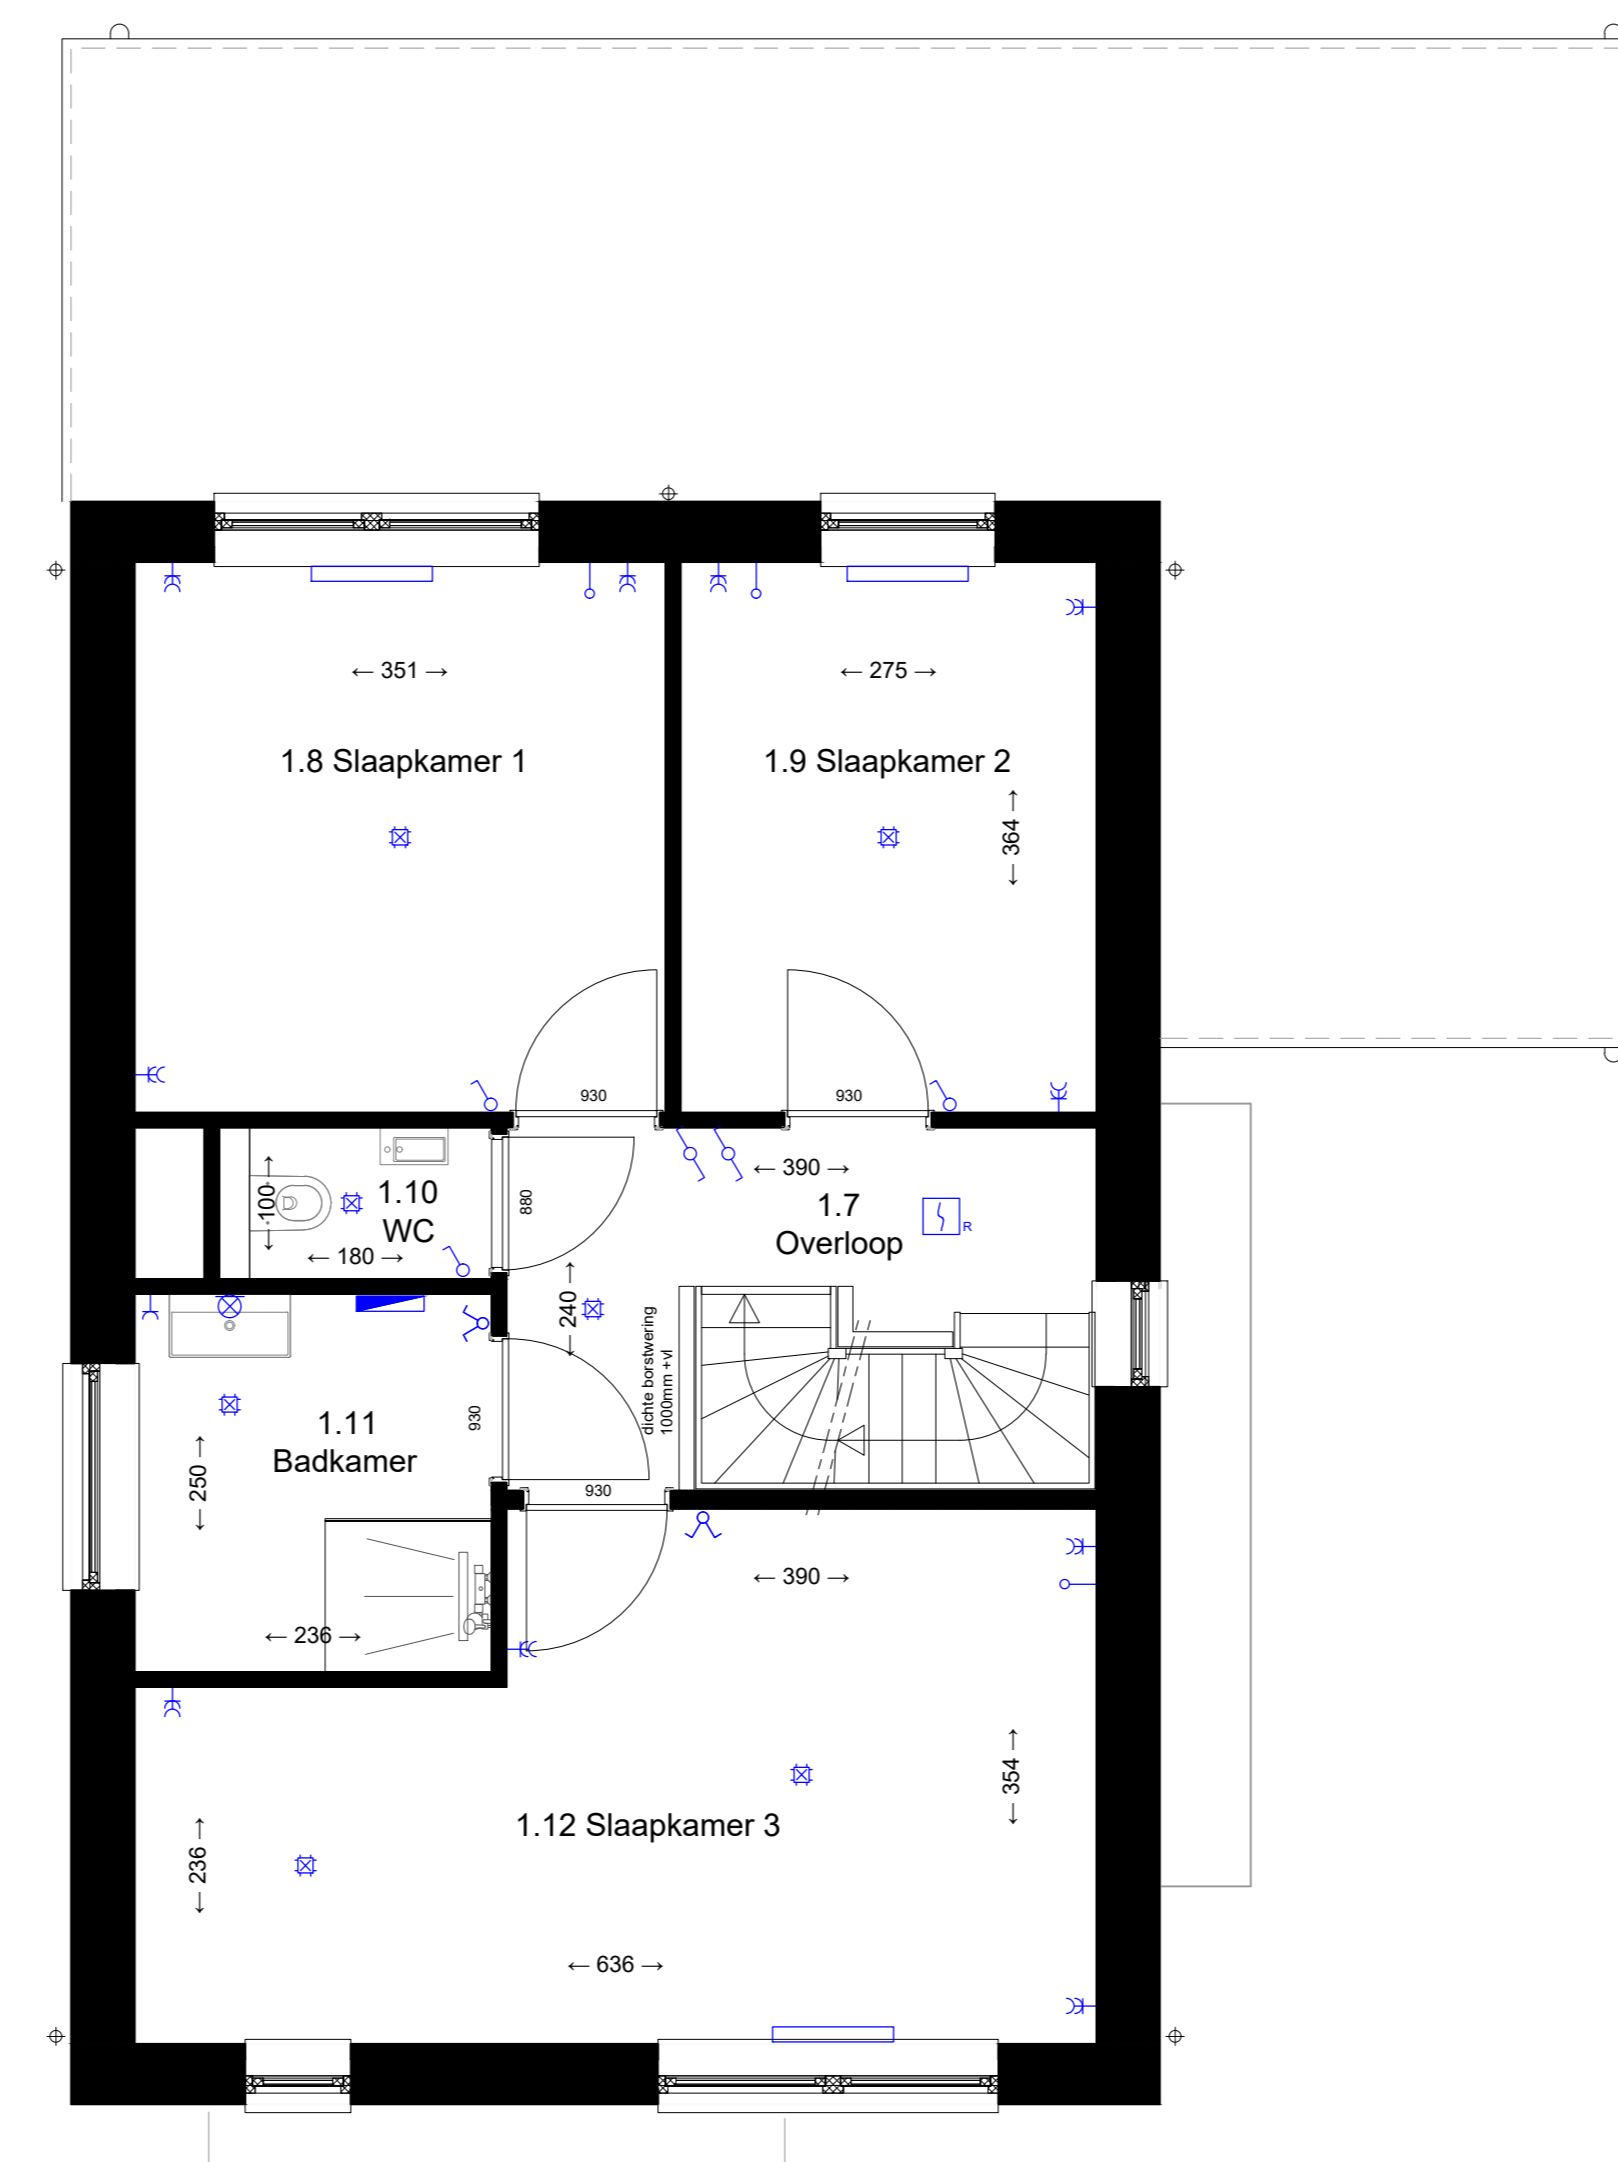 ← 351 →
← 275 →
1.8 Slaapkamer 1
1.9 Slaapkamer 2
← 364 →
930
930
← 390 →
← 100 →
1.10
WC
880
1.7
Overloop
R
← 180 →
← 240 →
dichte borstwering
1000mm +vl
1.11
Badkamer
930
← 250 →
930
← 390 →
← 236 →
← 354 →
1.12 Slaapkamer 3
← 236 →
← 636 →